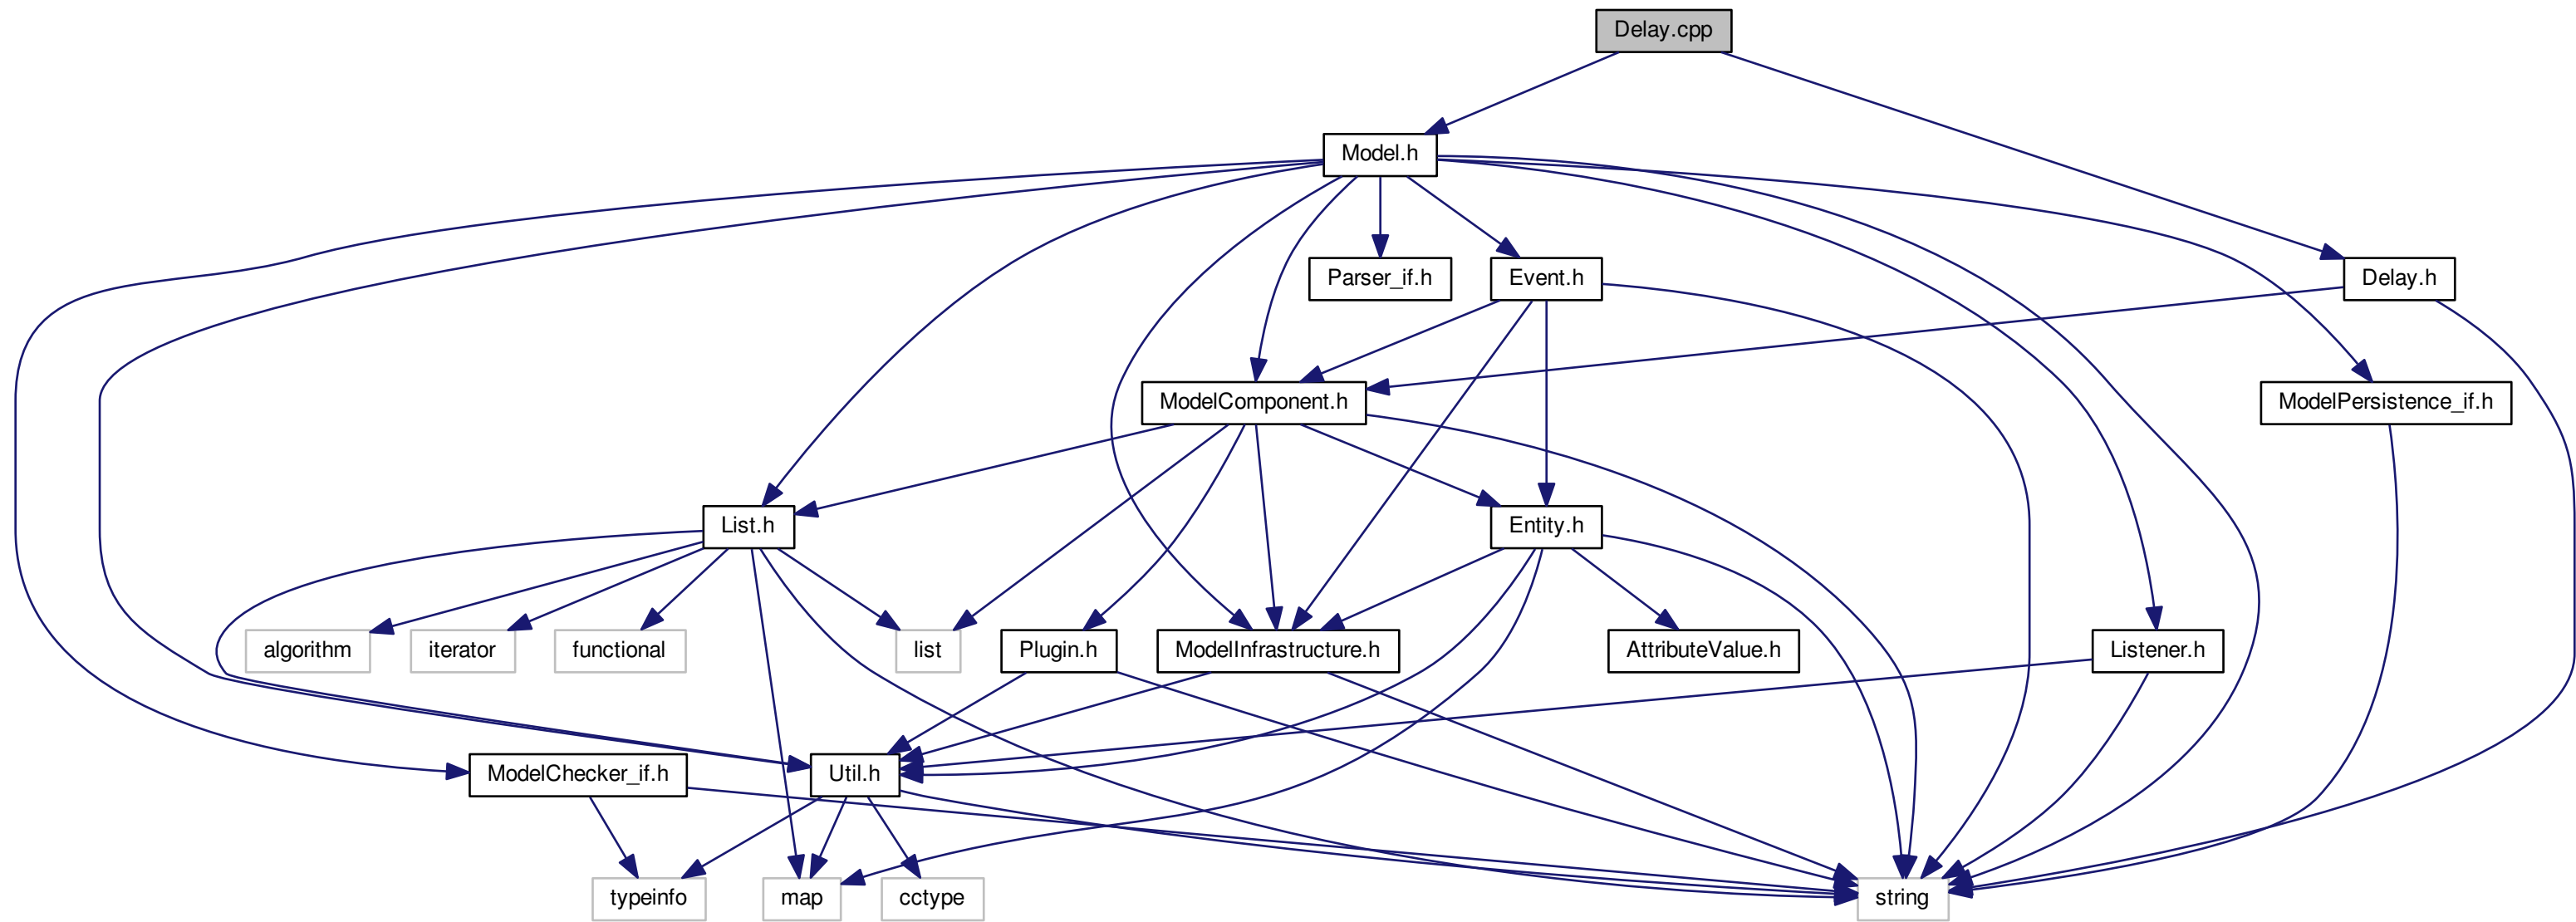 Delay.cpp
Model.h
Parser_if.h
Event.h
Delay.h
ModelComponent.h
ModelPersistence_if.h
List.h
Entity.h
algorithm
iterator
functional
list
Plugin.h
ModelInfrastructure.h
AttributeValue.h
Listener.h
ModelChecker_if.h
Util.h
typeinfo
map
cctype
string